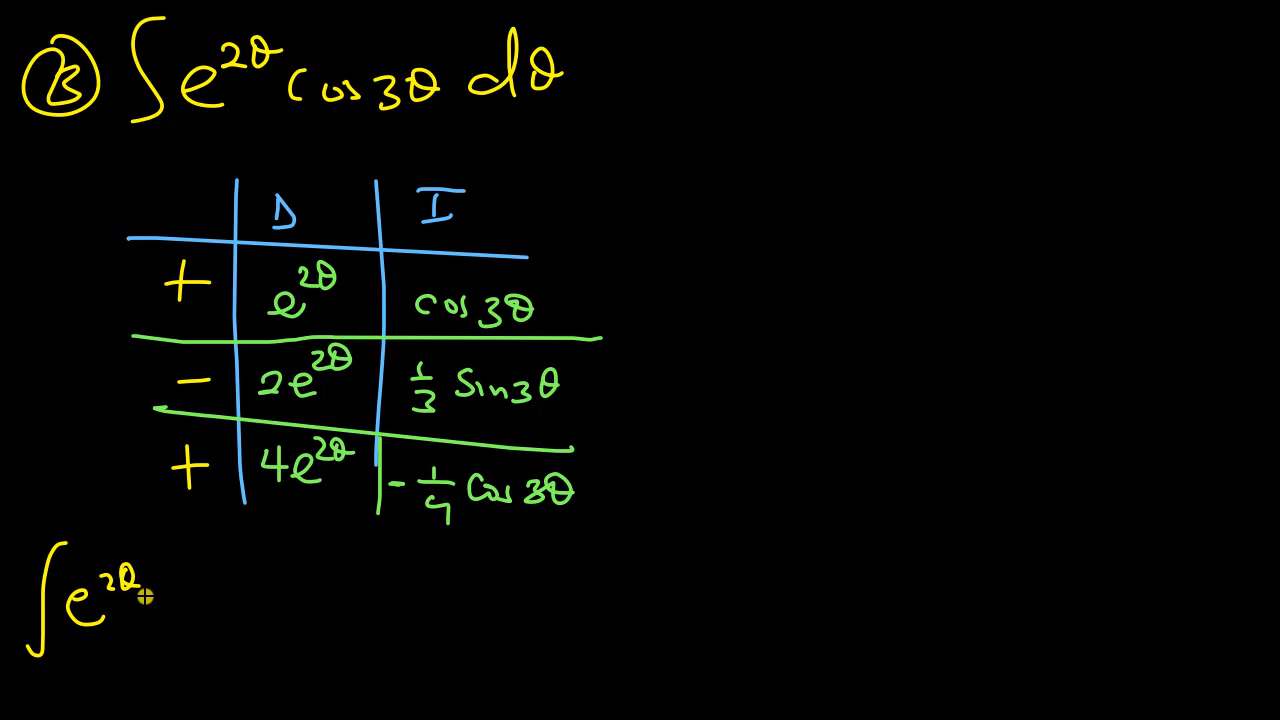 ③ ∫ e^{2θ} cos 3θ dθ
D I
+ e^{2θ} cos 3θ
- 2e^{2θ} 1/3 sin 3θ
+ 4e^{2θ} - 1/9 cos 3θ
∫ e^{2θ}